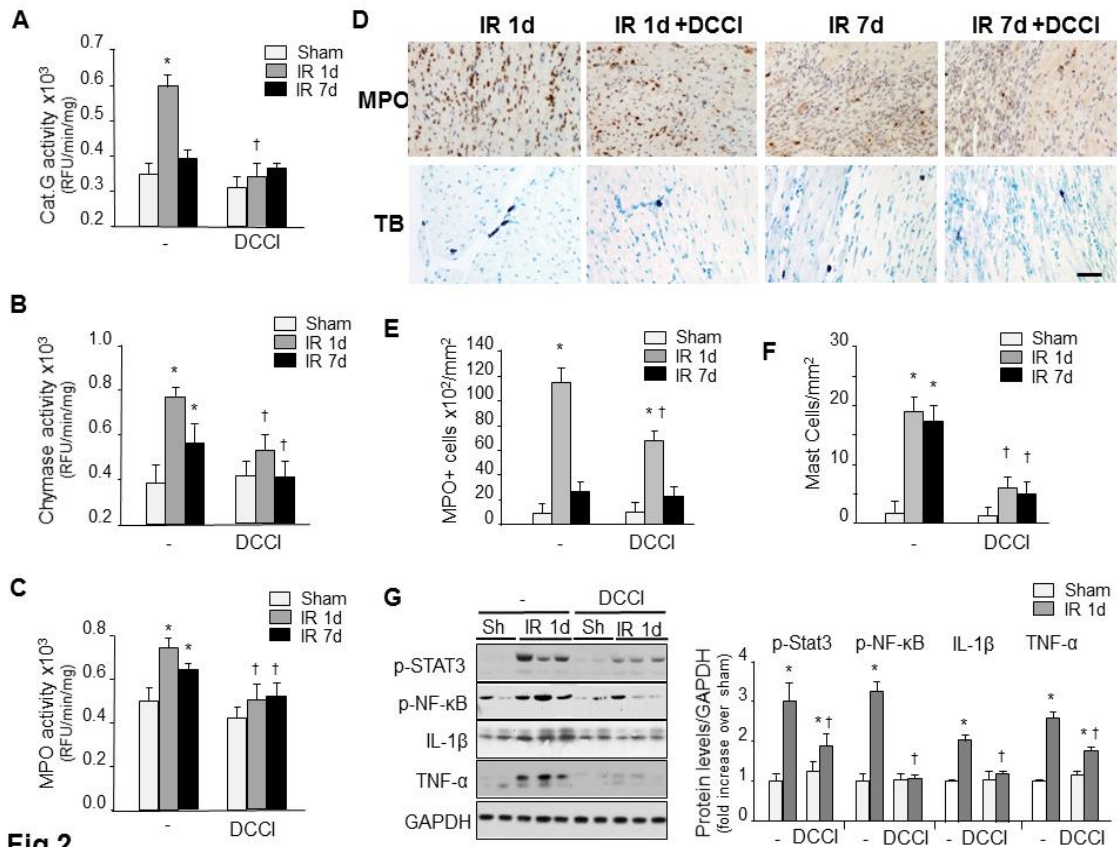 A
Cat.G activity x10³
(RFU/min/mg)
0.7
0.6
0.5
0.4
0.3
0.2
*
†
Sham
IR 1d
IR 7d
- DCCI
B
Chymase activity x10³
(RFU/min/mg)
1.0
0.8
0.6
0.4
0.2
* * † †
Sham
IR 1d
IR 7d
- DCCI
C
MPO activity x10³
(RFU/min/mg)
0.8
0.6
0.4
0.2
0.0
* * † †
Sham
IR 1d
IR 7d
- DCCI
D
IR 1d IR 1d +DCCI IR 7d IR 7d +DCCI
MPO
TB
E
MPO+ cells x10²/mm²
140
120
100
80
60
40
20
0
*
* †
Sham
IR 1d
IR 7d
- DCCI
F
Mast Cells/mm²
30
20
10
0
* * † †
Sham
IR 1d
IR 7d
- DCCI
G
- DCCI
Sh IR 1d Sh IR 1d
p-STAT3
p-NF-κB
IL-1β
TNF-α
GAPDH
Sham
IR 1d
p-Stat3 p-NF-κB IL-1β TNF-α
Protein levels/GAPDH
(fold increase over sham)
4
3
2
1
0
* * † * † * † * * †
- DCCI - DCCI - DCCI - DCCI
Fig 2